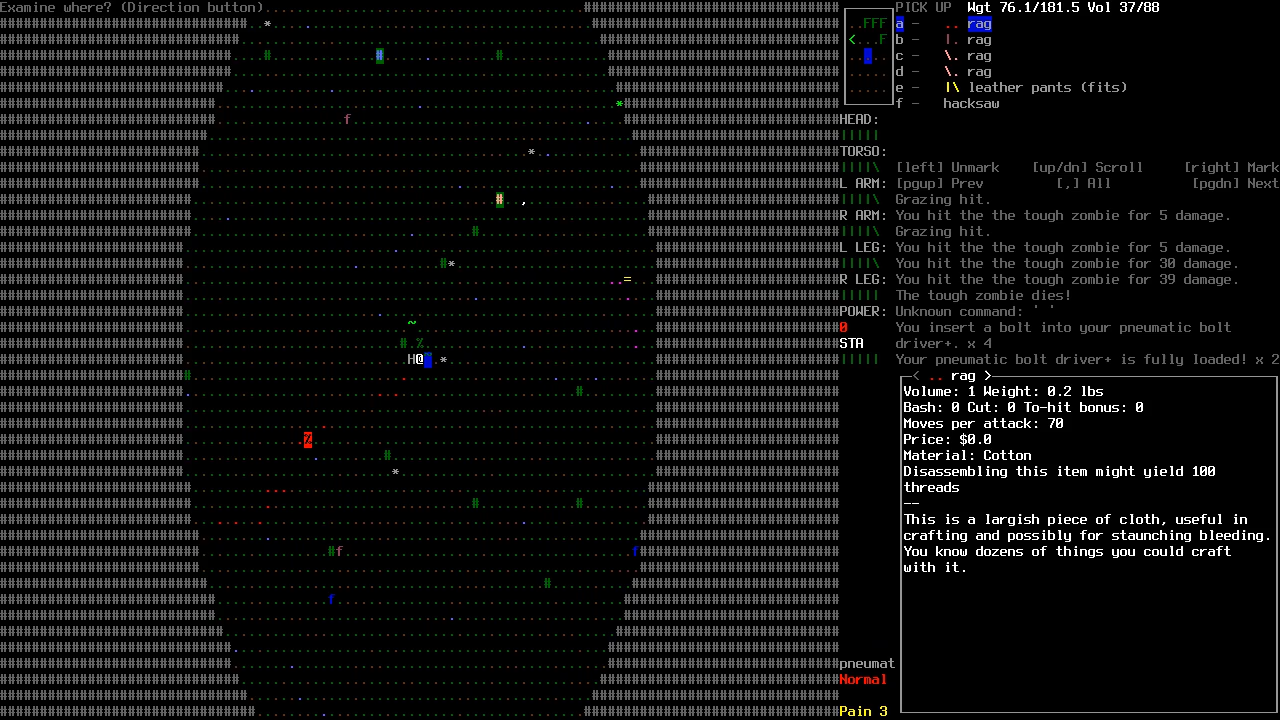 Examine where? (Direction button)
PICK UP Wgt 76.1/181.5 Vol 37/88
a - .. rag
b - |. rag
c - \. rag
d - \. rag
e - |\ leather pants (fits)
f - hacksaw
HEAD:
TORSO:
[left] Unmark [up/dn] Scroll [right] Mark
L ARM: [pgup] Prev [,] All [pgdn] Next
Grazing hit.
R ARM: You hit the the tough zombie for 5 damage.
Grazing hit.
L LEG: You hit the the tough zombie for 5 damage.
You hit the the tough zombie for 30 damage.
R LEG: You hit the the tough zombie for 39 damage.
The tough zombie dies!
POWER: Unknown command: ' '
0 You insert a bolt into your pneumatic bolt
STA driver+. x 4
Your pneumatic bolt driver+ is fully loaded! x 2
< .. rag >
Volume: 1 Weight: 0.2 lbs
Bash: 0 Cut: 0 To-hit bonus: 0
Moves per attack: 70
Price: $0.0
Material: Cotton
Disassembling this item might yield 100
threads
--
This is a largish piece of cloth, useful in
crafting and possibly for staunching bleeding.
You know dozens of things you could craft
with it.
pneumat
Normal
Pain 3